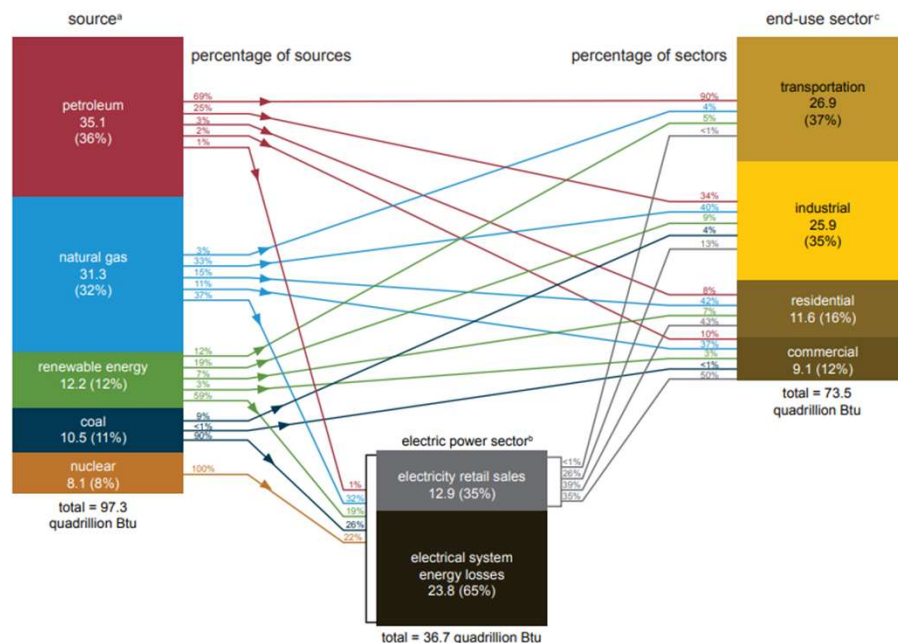 sourceᵃ
end-use sectorᶜ
percentage of sources
percentage of sectors
petroleum
35.1
(36%)
69%
25%
3%
2%
1%
natural gas
31.3
(32%)
3%
33%
15%
11%
37%
renewable energy
12.2 (12%)
12%
19%
7%
3%
59%
coal
10.5 (11%)
9%
<1%
90%
nuclear
8.1 (8%)
100%
total = 97.3
quadrillion Btu
electric power sectorᵇ
1%
32%
19%
26%
22%
electricity retail sales
12.9 (35%)
electrical system
energy losses
23.8 (65%)
total = 36.7 quadrillion Btu
<1%
26%
39%
35%
90%
4%
5%
<1%
transportation
26.9
(37%)
34%
40%
9%
4%
13%
industrial
25.9
(35%)
8%
42%
7%
43%
residential
11.6 (16%)
10%
37%
3%
<1%
50%
commercial
9.1 (12%)
total = 73.5
quadrillion Btu